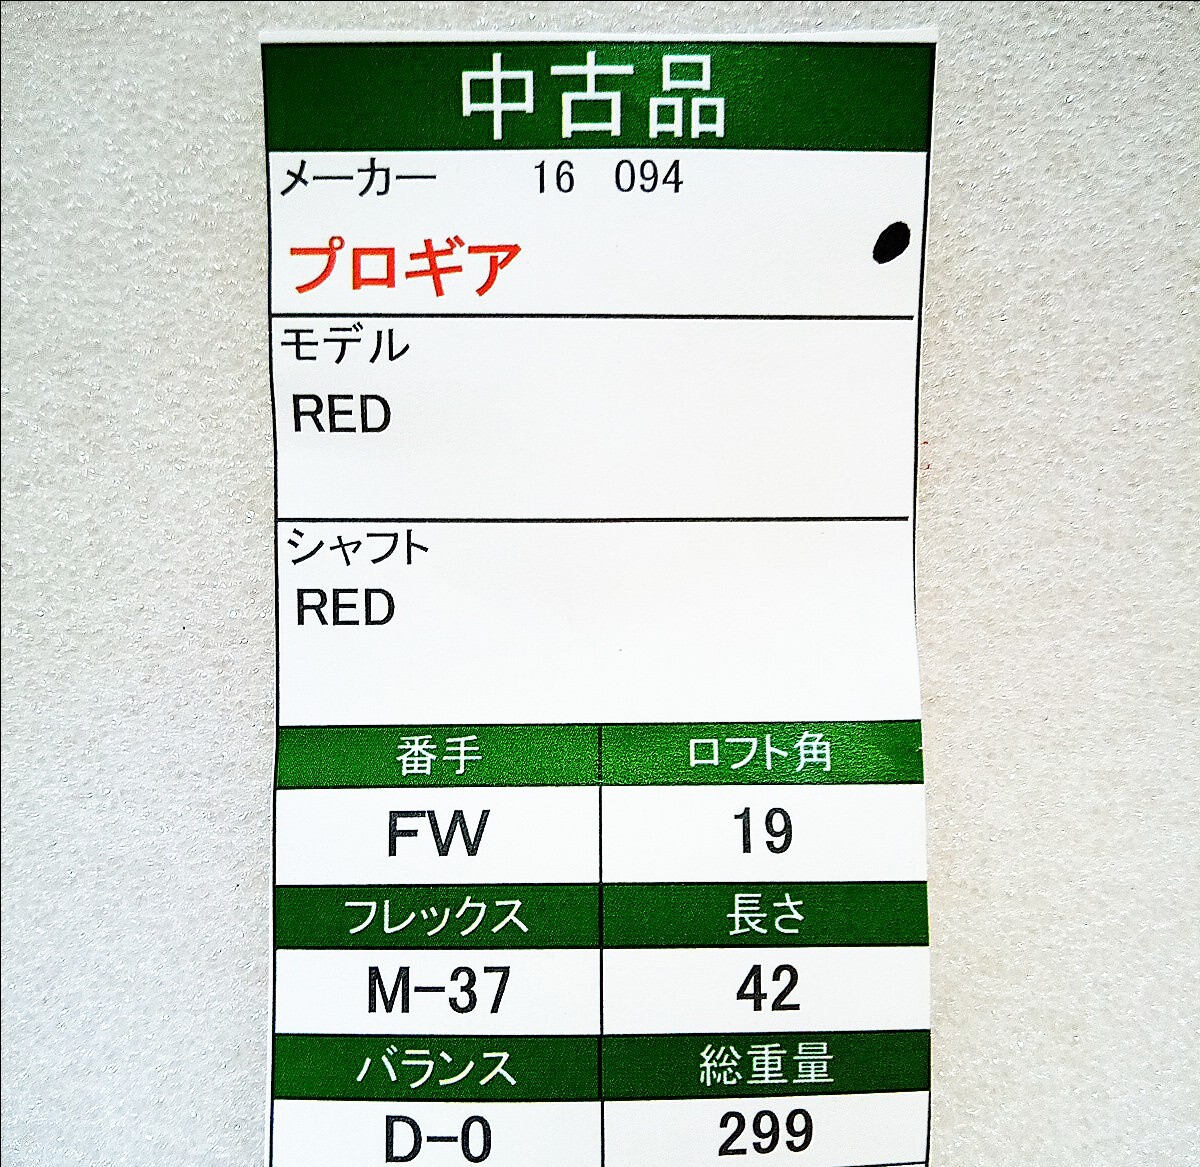 中古品
メーカー 16 094
プロギア
モデル
RED
シャフト
RED
番手 ロフト角
FW 19
フレックス 長さ
M-37 42
バランス 総重量
D-0 299